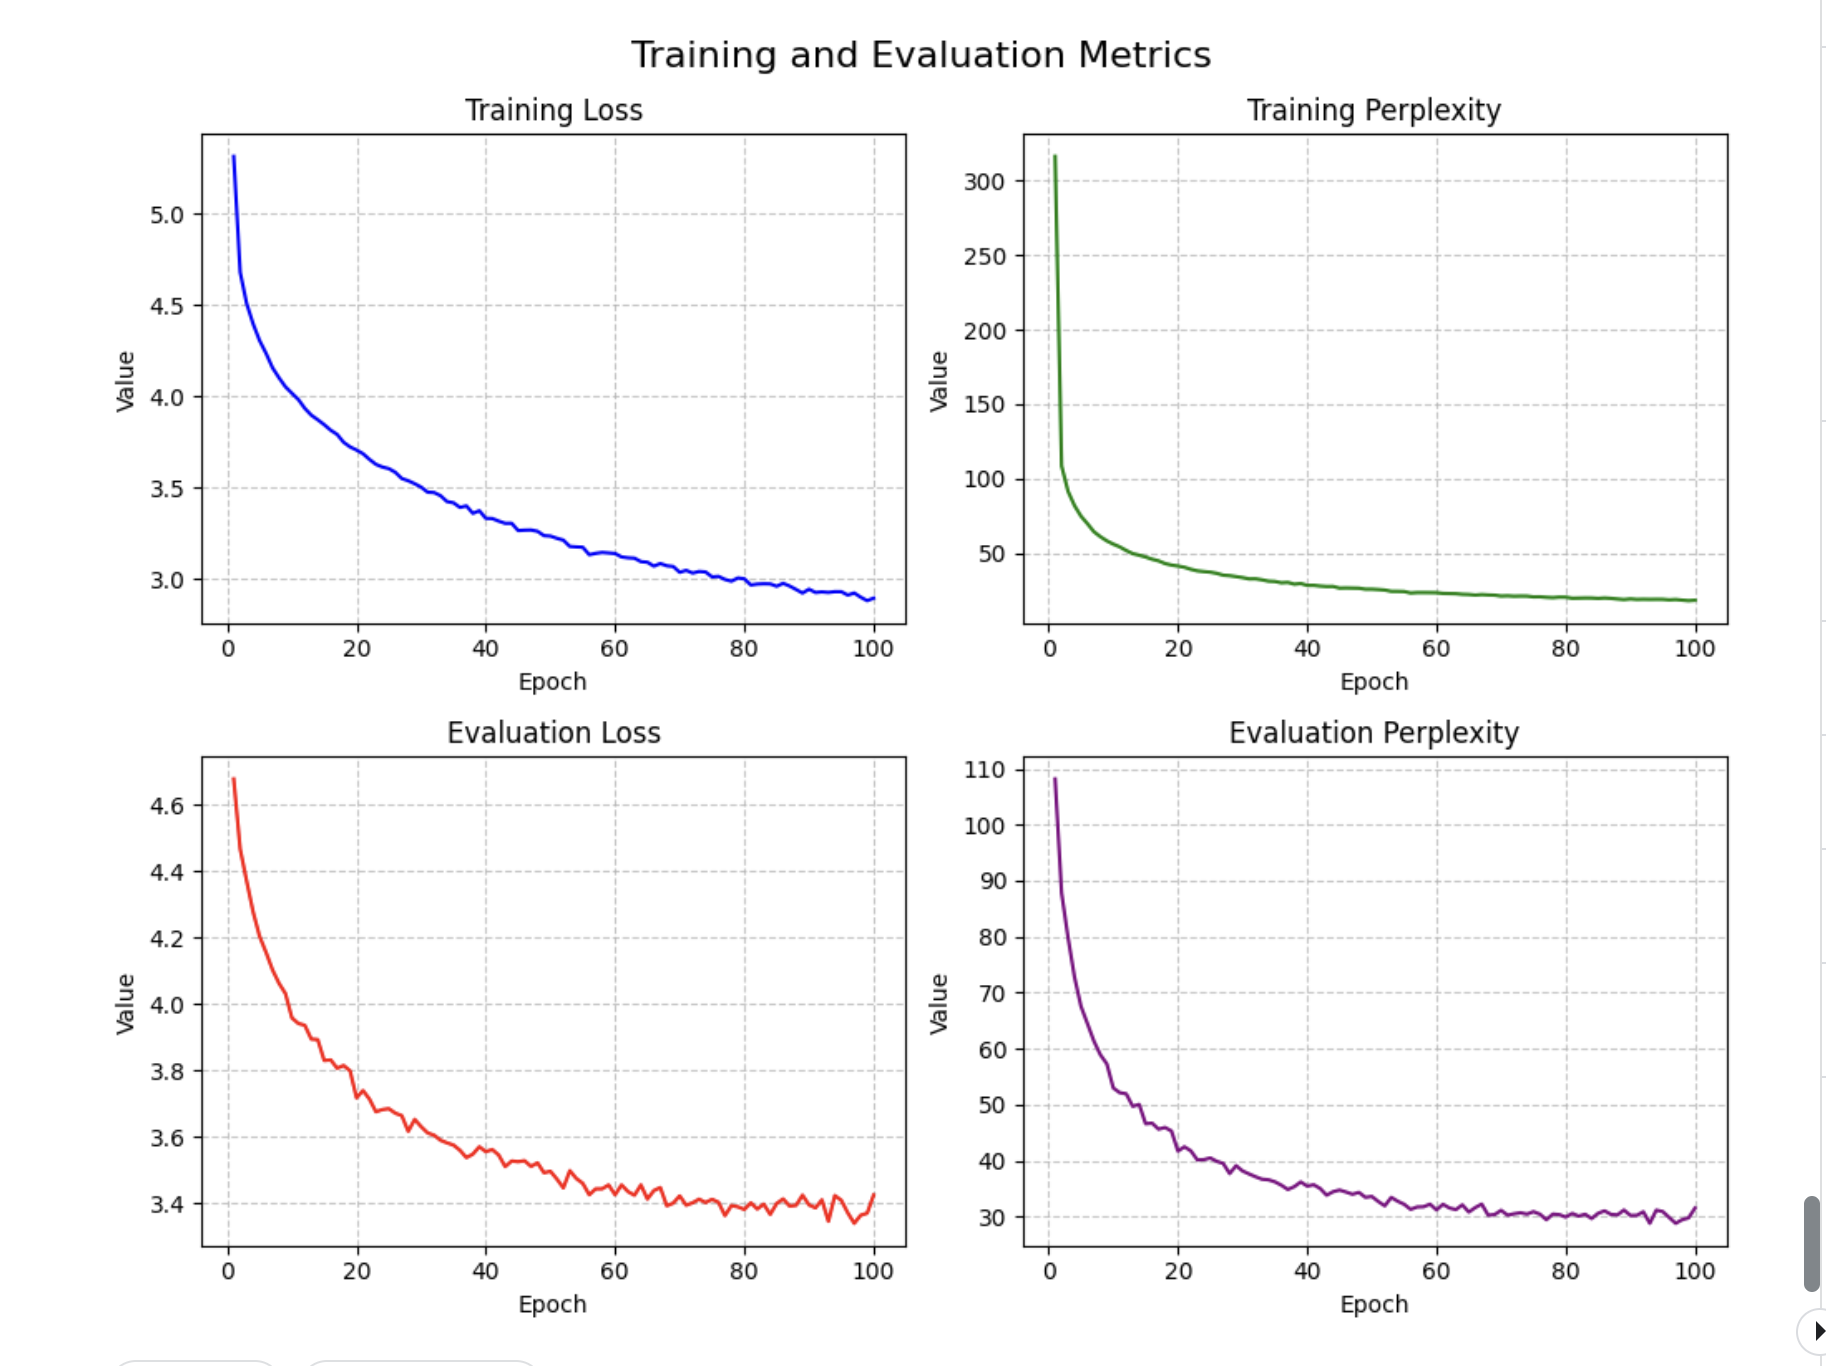 Training and Evaluation Metrics
Training Loss
Value
5.0
4.5
4.0
3.5
3.0
0 20 40 60 80 100
Epoch
Training Perplexity
Value
300
250
200
150
100
50
0 20 40 60 80 100
Epoch
Evaluation Loss
Value
4.6
4.4
4.2
4.0
3.8
3.6
3.4
0 20 40 60 80 100
Epoch
Evaluation Perplexity
Value
110
100
90
80
70
60
50
40
30
0 20 40 60 80 100
Epoch